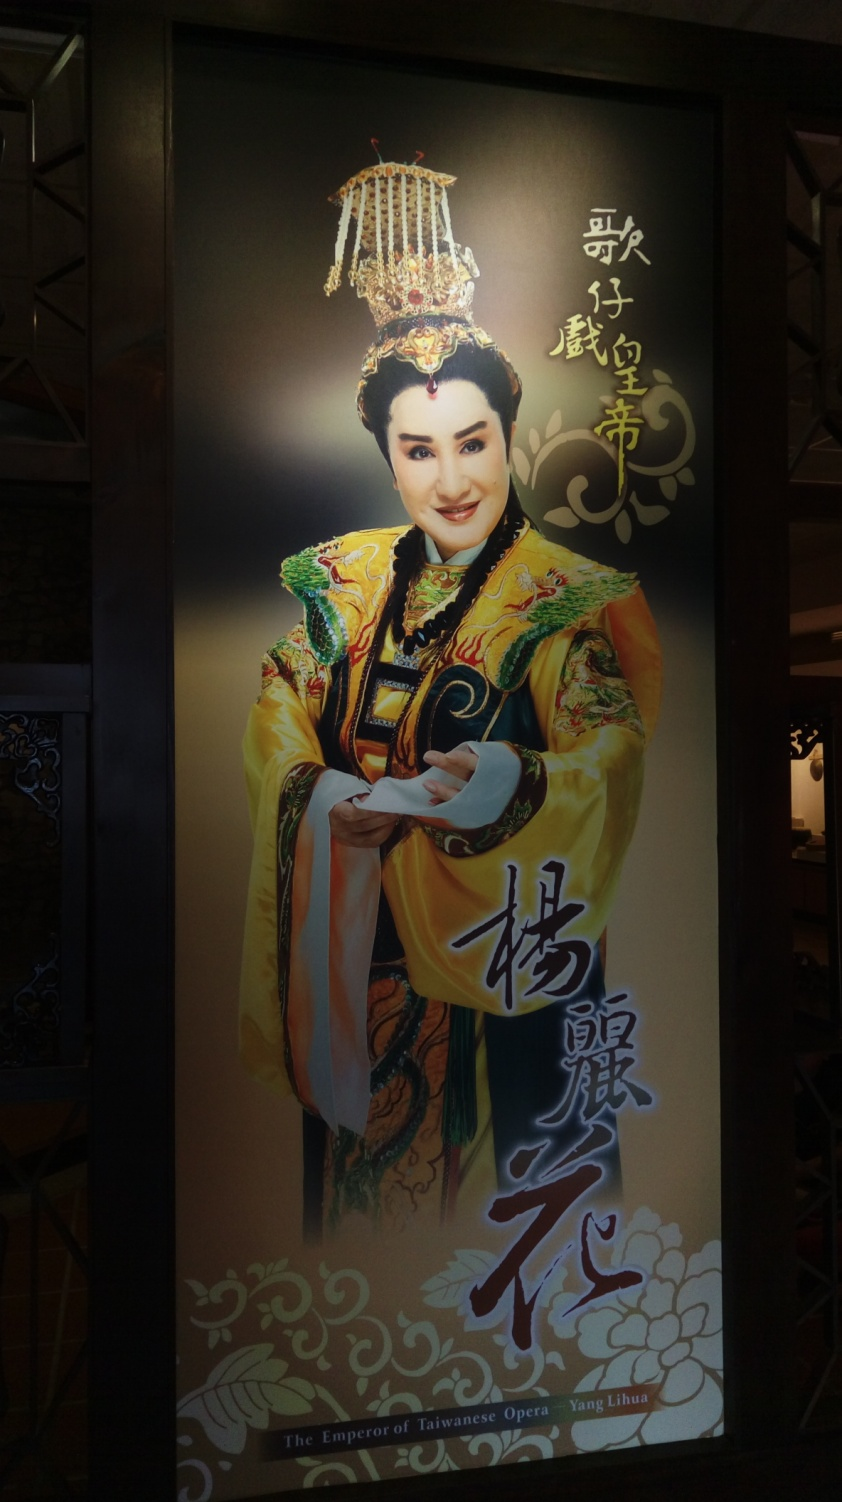 歌仔戲皇帝
楊麗花
The Emperor of Taiwanese Opera — Yang Lihua